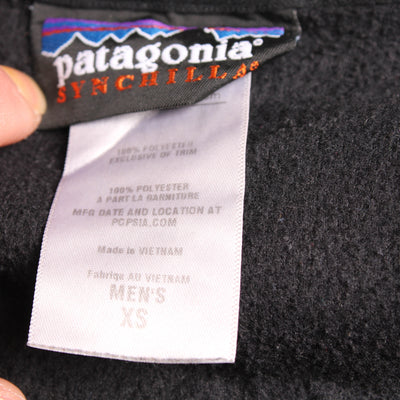 patagonia®
SYNCHILLA®
100% POLYESTER
EXCLUSIVE OF TRIM
100% POLYESTER
A PART LA GARNITURE
MFG DATE AND LOCATION AT
PCPSIA.COM
Made in VIETNAM
Fabriqé AU VIETNAM
MEN'S
XS